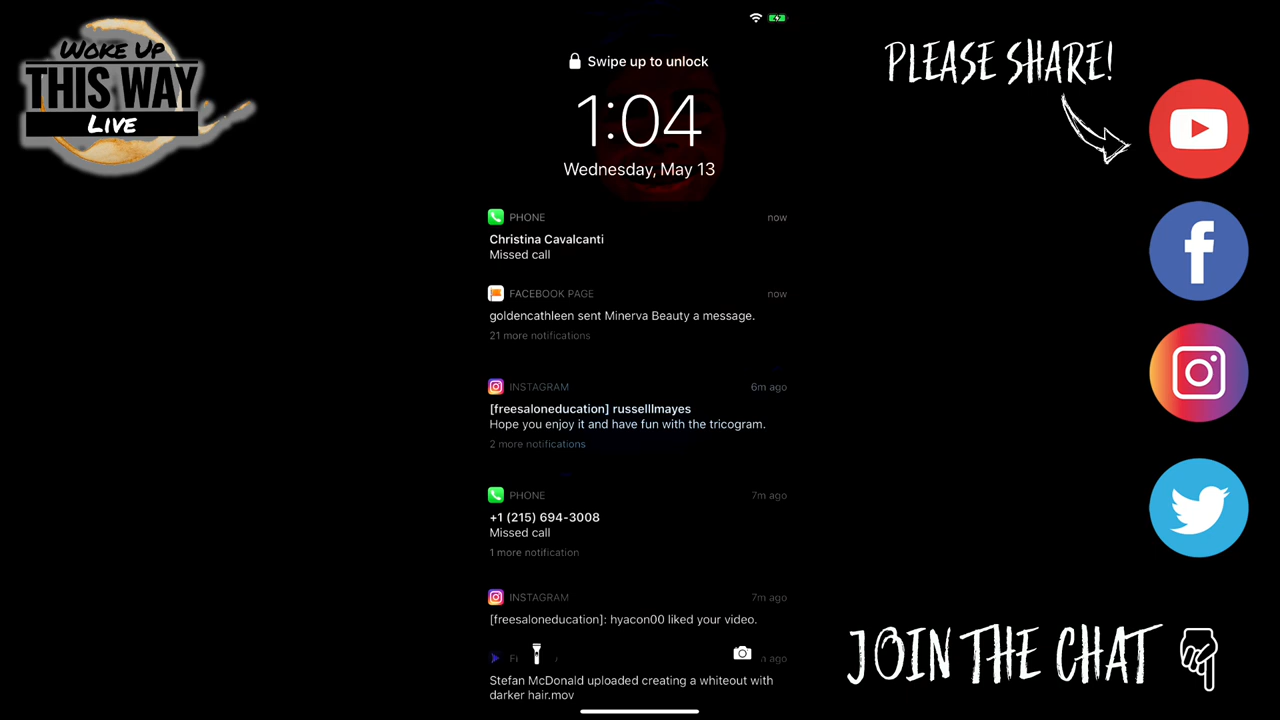 Woke Up
THIS WAY
Live
Swipe up to unlock
1:04
Wednesday, May 13
PHONE
now
Christina Cavalcanti
Missed call
FACEBOOK PAGE
now
goldencathleen sent Minerva Beauty a message.
21 more notifications
INSTAGRAM
6m ago
[freesaloneducation] russelllmayes
Hope you enjoy it and have fun with the tricogram.
2 more notifications
PHONE
7m ago
+1 (215) 694-3008
Missed call
1 more notification
INSTAGRAM
7m ago
[freesaloneducation]: hyacon00 liked your video.
ago
Stefan McDonald uploaded creating a whiteout with
darker hair.mov
PLEASE SHARE!
JOIN THE CHAT